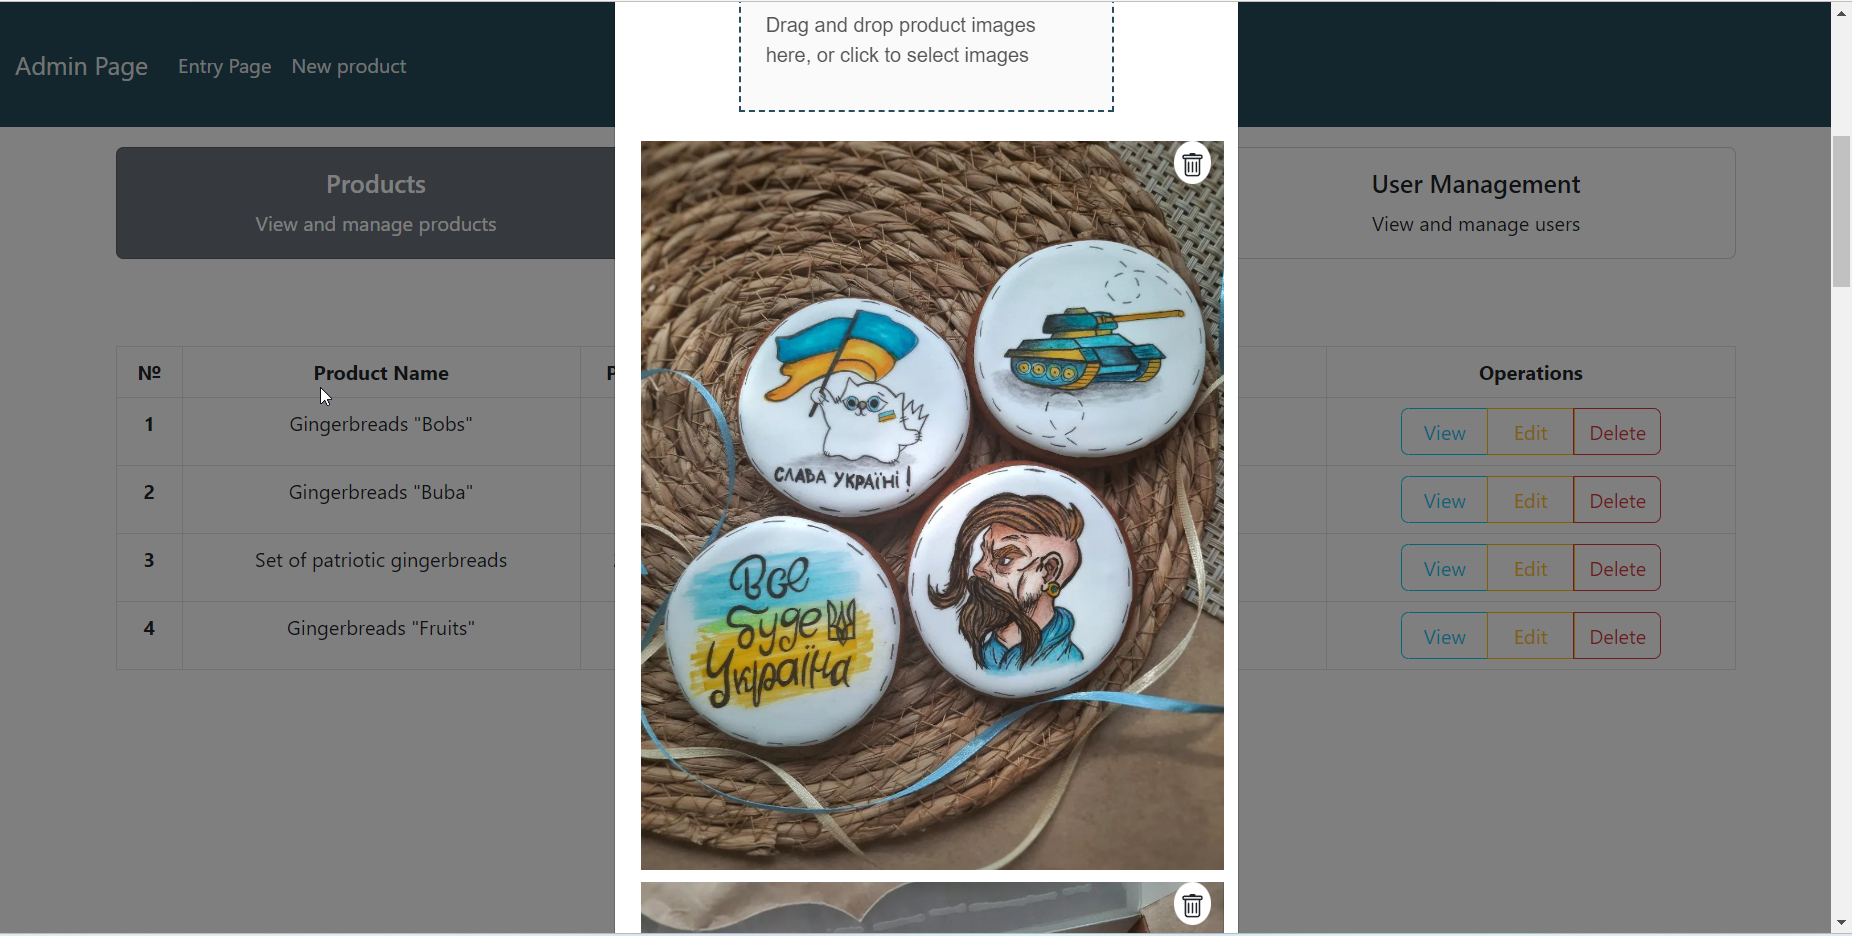 Drag and drop product images
here, or click to select images
Admin Page
Entry Page
New product
Products
View and manage products
User Management
View and manage users
№
Product Name
Operations
1
Gingerbreads "Bobs"
View
Edit
Delete
2
Gingerbreads "Buba"
View
Edit
Delete
3
Set of patriotic gingerbreads
View
Edit
Delete
4
Gingerbreads "Fruits"
View
Edit
Delete
СЛАВА УКРАЇНІ!
Все
буде
Україна